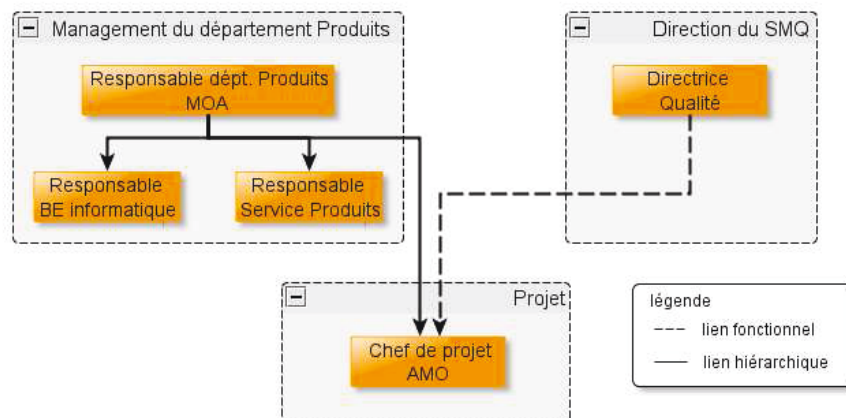 Management du département Produits
Responsable dépt. Produits
MOA
Responsable
BE informatique
Responsable
Service Produits
Direction du SMQ
Directrice
Qualité
Projet
Chef de projet
AMO
légende
lien fonctionnel
lien hiérarchique